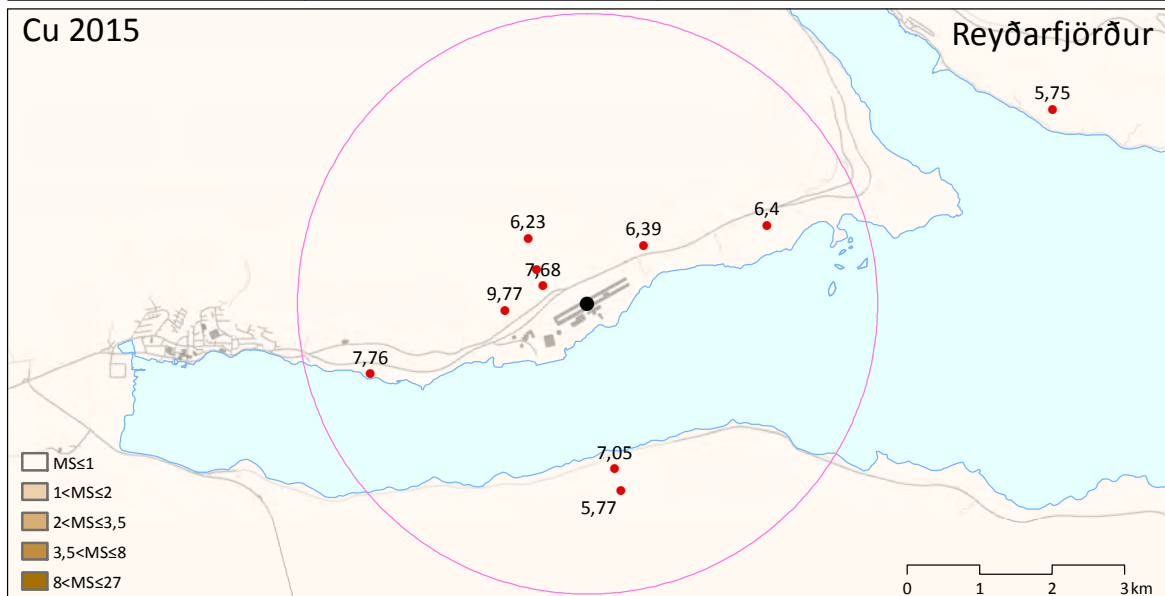 Cu 2015
Reyðarfjörður
5,75
6,23
6,39
6,4
7,68
9,77
7,76
7,05
5,77
MS≤1
1<MS≤2
2<MS≤3,5
3,5<MS≤8
8<MS≤27
0 1 2 3 km